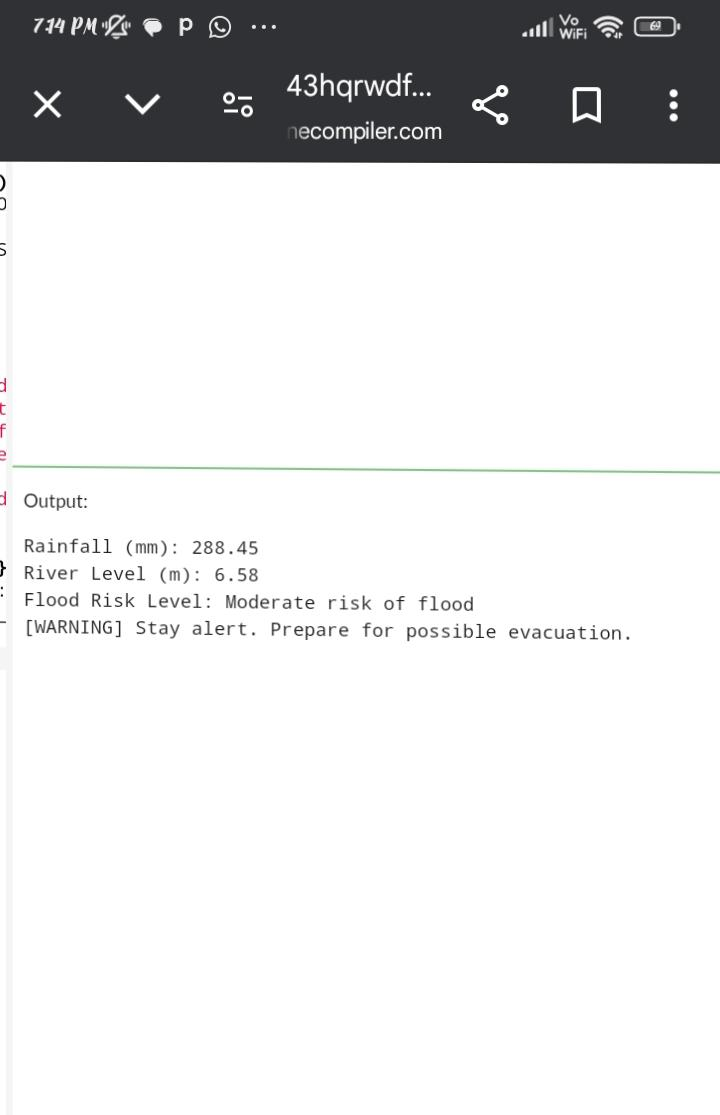 7:14 PM
Vo
WiFi
69
43hqrwdf...
necompiler.com
)
0
s
d
t
f
e
d
}
:
Output:
Rainfall (mm): 288.45
River Level (m): 6.58
Flood Risk Level: Moderate risk of flood
[WARNING] Stay alert. Prepare for possible evacuation.